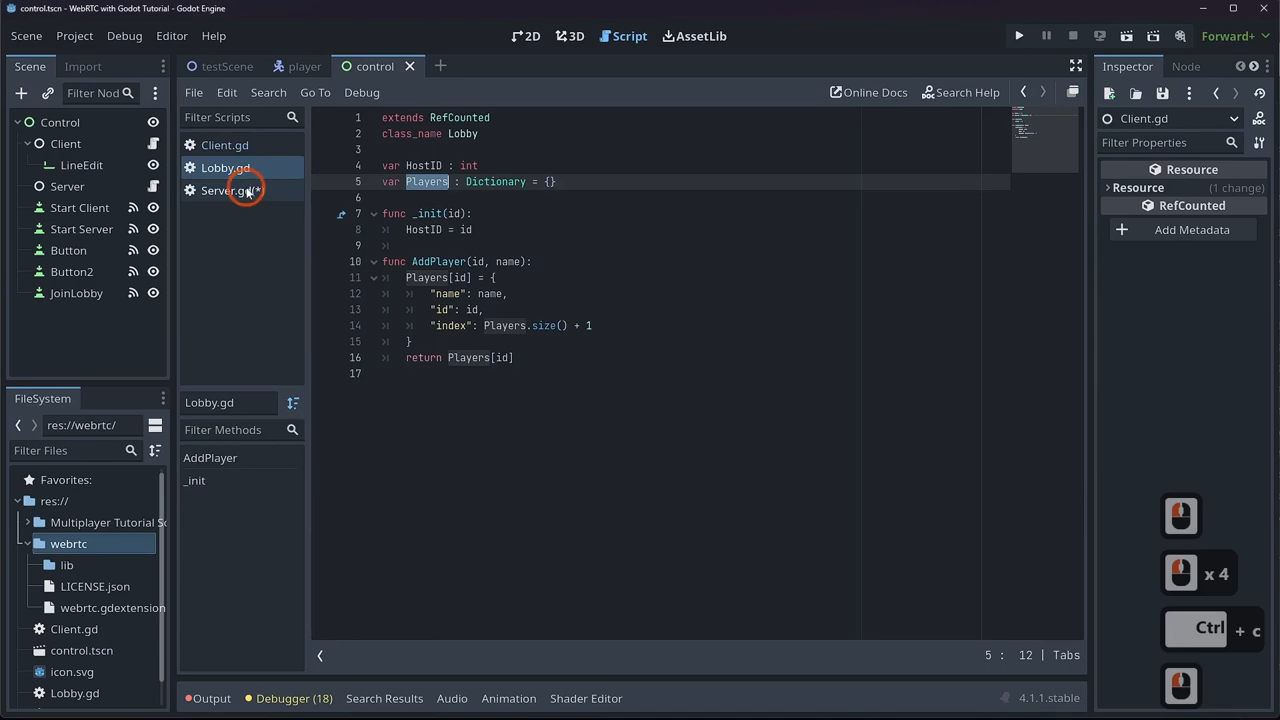 control.tscn - WebRTC with Godot Tutorial - Godot Engine
Scene Project Debug Editor Help
2D 3D Script AssetLib
Forward+
Scene Import
Filter Nod
Control
Client
LineEdit
Server
Start Client
Start Server
Button
Button2
JoinLobby
FileSystem
res://webrtc/
Filter Files
Favorites:
res://
Multiplayer Tutorial Sc
webrtc
lib
LICENSE.json
webrtc.gdextension
Client.gd
control.tscn
icon.svg
Lobby.gd
testScene player control
File Edit Search Go To Debug
Online Docs Search Help
Filter Scripts
Client.gd
Lobby.gd
Server.gd(*)
Lobby.gd
Filter Methods
AddPlayer
_init
1 extends RefCounted
2 class_name Lobby
3
4 var HostID : int
5 var Players : Dictionary = {}
6
7 func _init(id):
8 HostID = id
9
10 func AddPlayer(id, name):
11 Players[id] = {
12 "name": name,
13 "id": id,
14 "index": Players.size() + 1
15 }
16 return Players[id]
17
5 : 12 | Tabs
Output Debugger (18) Search Results Audio Animation Shader Editor
4.1.1.stable
Inspector Node
Client.gd
Filter Properties
Resource
Resource (1 change)
RefCounted
Add Metadata
x 4
Ctrl + c